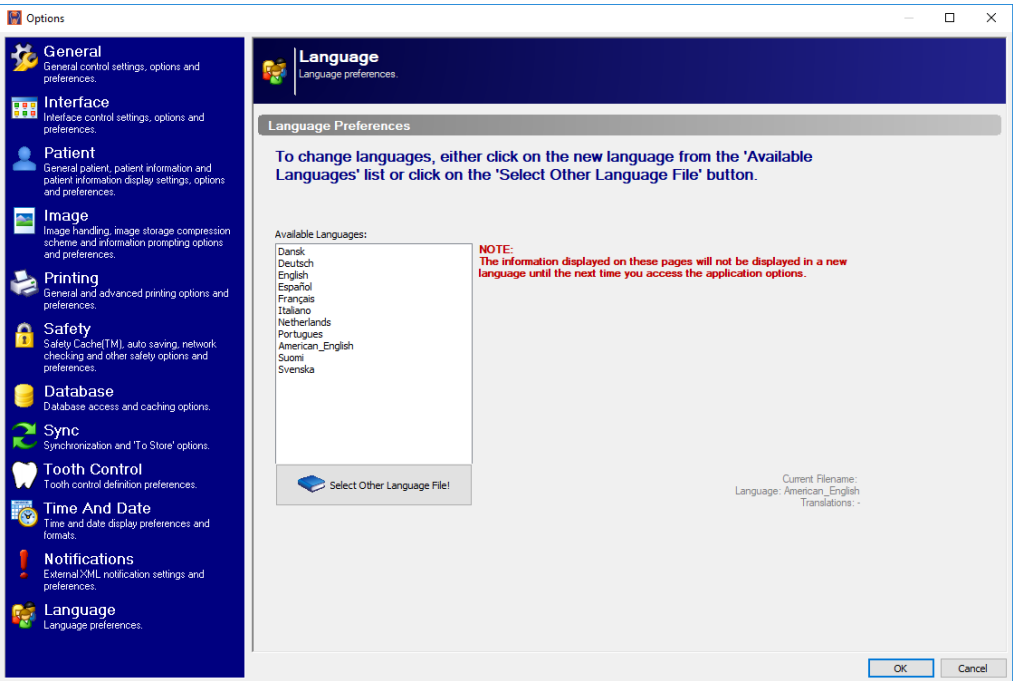 Options
General
General control settings, options and
preferences.
Interface
Interface control settings, options and
preferences.
Patient
General patient, patient information and
patient information display settings, options
and preferences.
Image
Image handling, image storage compression
scheme and information prompting options
and preferences.
Printing
General and advanced printing options and
preferences.
Safety
Safety Cache(TM), auto saving, network
checking and other safety options and
preferences.
Database
Database access and caching options.
Sync
Synchronization and 'To Store' options.
Tooth Control
Tooth control definition preferences.
Time And Date
Time and date display preferences and
formats.
Notifications
External XML notification settings and
preferences.
Language
Language preferences.
Language
Language preferences.
Language Preferences
To change languages, either click on the new language from the 'Available
Languages' list or click on the 'Select Other Language File' button.
Available Languages:
Dansk
Deutsch
English
Español
Français
Italiano
Netherlands
Portugues
American_English
Suomi
Svenska
NOTE:
The information displayed on these pages will not be displayed in a new
language until the next time you access the application options.
Select Other Language File!
Current Filename:
Language: American_English
Translations: -
OK
Cancel